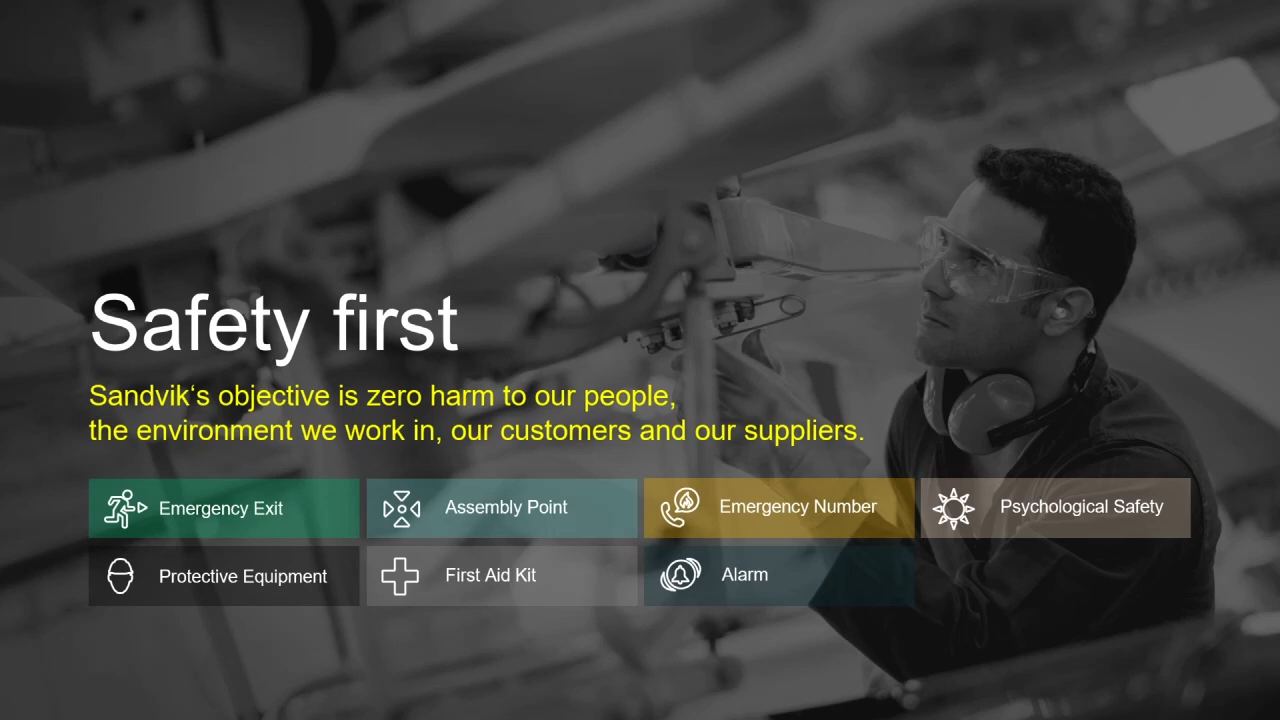 Safety first
Sandvik‘s objective is zero harm to our people,
the environment we work in, our customers and our suppliers.
Emergency Exit
Assembly Point
Emergency Number
Psychological Safety
Protective Equipment
First Aid Kit
Alarm